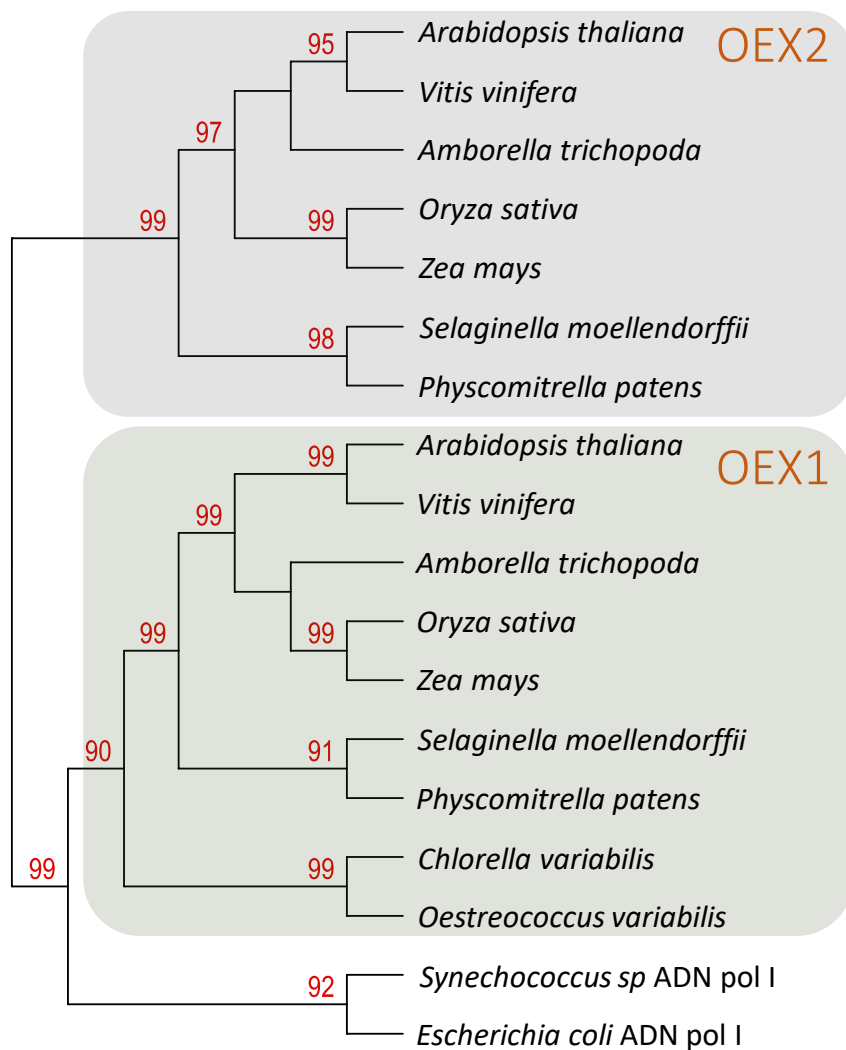 Arabidopsis thaliana
OEX2
95
Vitis vinifera
97
Amborella trichopoda
Oryza sativa
99
99
Zea mays
Selaginella moellendorffii
98
Physcomitrella patens
Arabidopsis thaliana
OEX1
99
Vitis vinifera
99
Amborella trichopoda
Oryza sativa
99
99
Zea mays
Selaginella moellendorffii
90
91
Physcomitrella patens
Chlorella variabilis
99
99
Oestreococcus variabilis
Synechococcus sp ADN pol I
92
Escherichia coli ADN pol I